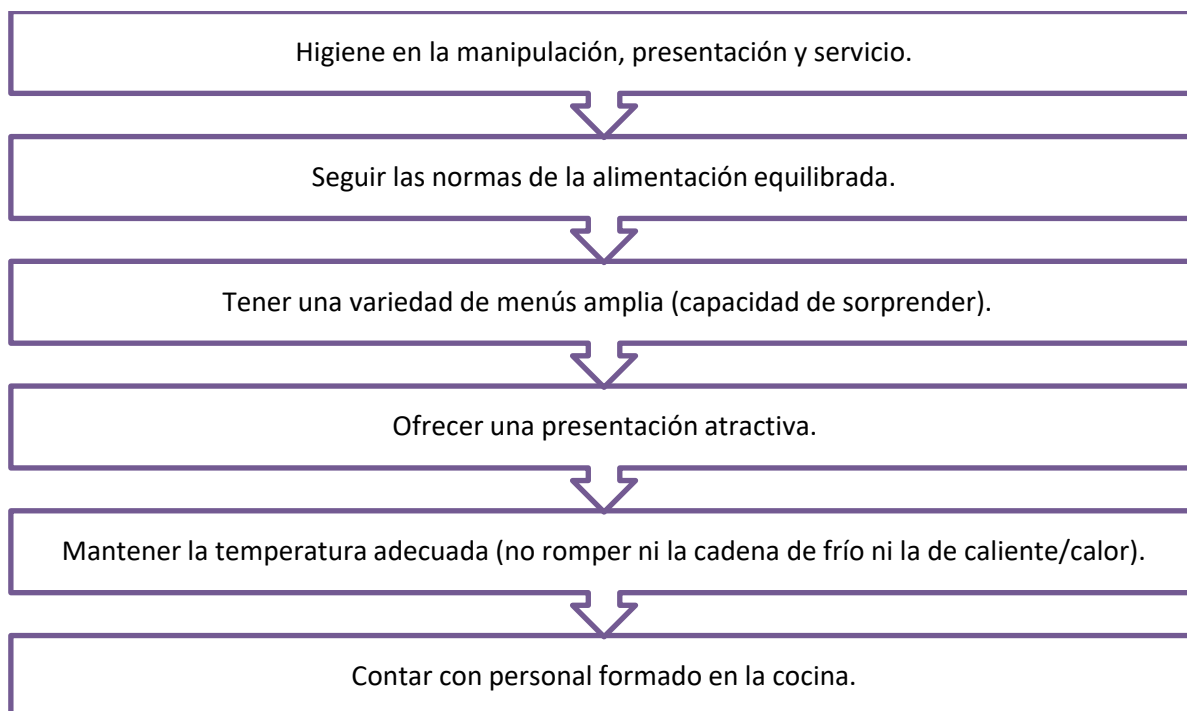 Higiene en la manipulación, presentación y servicio.
Seguir las normas de la alimentación equilibrada.
Tener una variedad de menús amplia (capacidad de sorprender).
Ofrecer una presentación atractiva.
Mantener la temperatura adecuada (no romper ni la cadena de frío ni la de caliente/calor).
Contar con personal formado en la cocina.